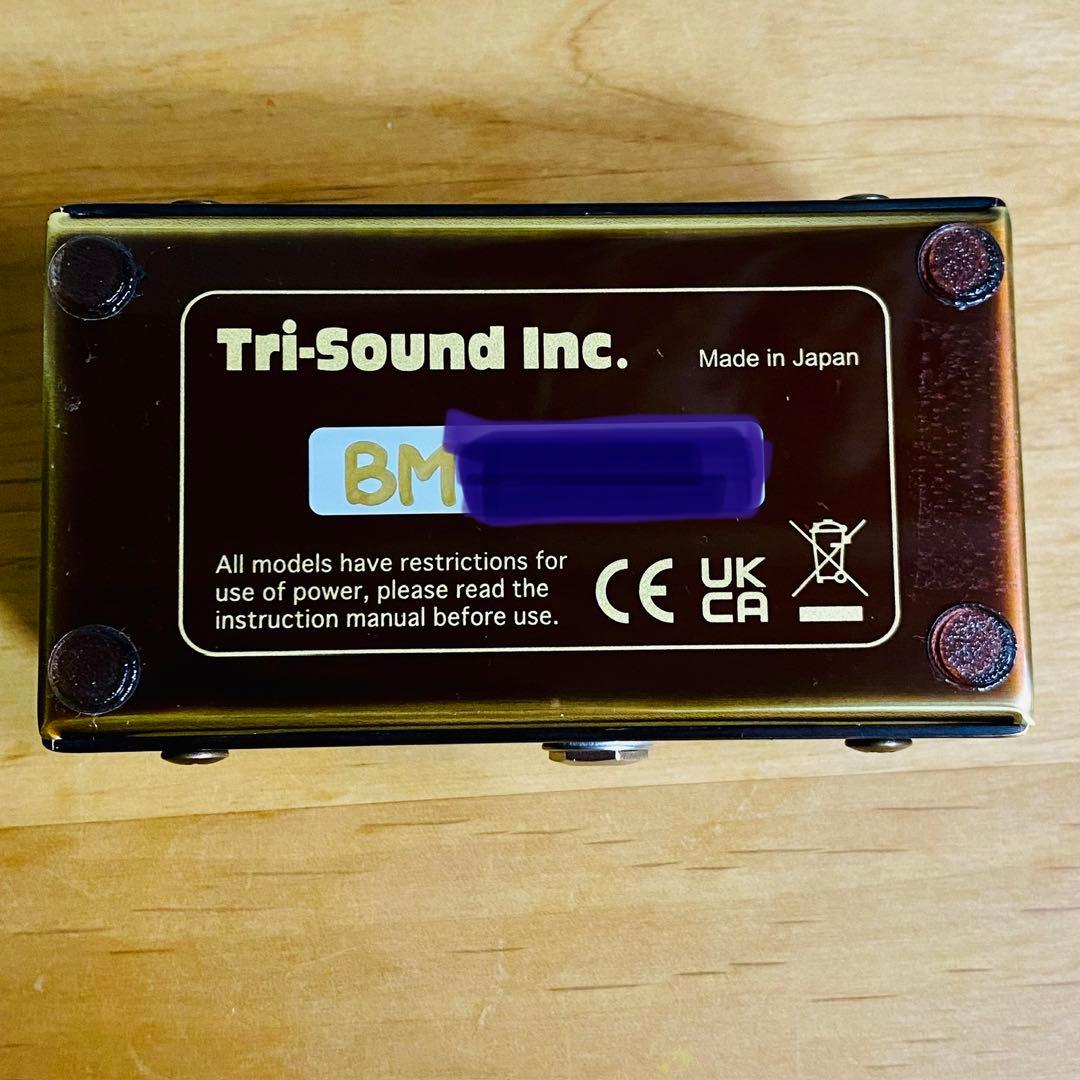 Tri-Sound Inc.
Made in Japan
BM
All models have restrictions for
use of power, please read the
instruction manual before use.
CE
UK
CA